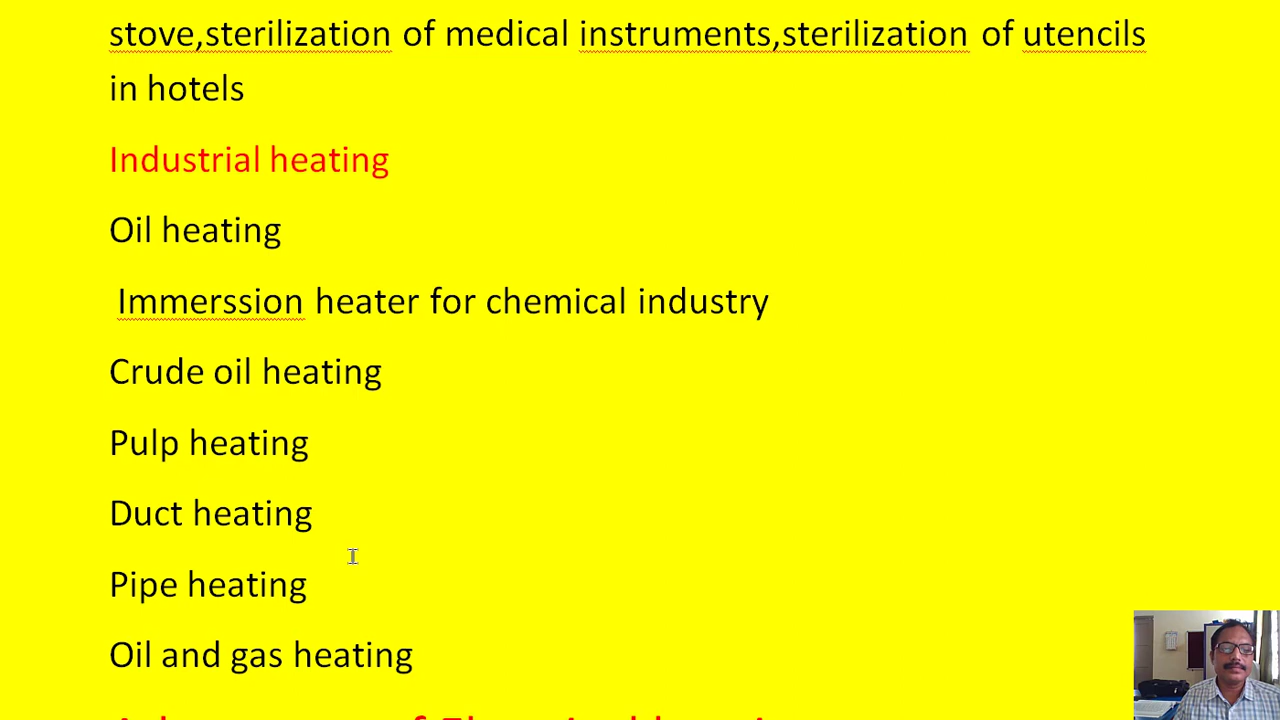 stove,sterilization of medical instruments,sterilization of utencils
in hotels
Industrial heating
Oil heating
Immerssion heater for chemical industry
Crude oil heating
Pulp heating
Duct heating
Pipe heating
Oil and gas heating